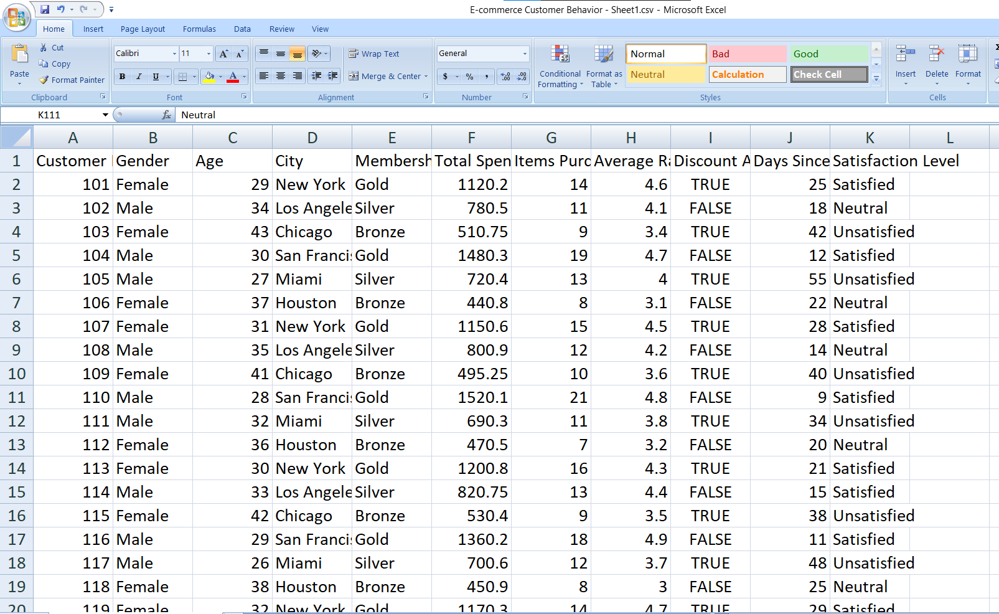 E-commerce Customer Behavior - Sheet1.csv - Microsoft Excel
Home Insert Page Layout Formulas Data Review View
Paste Cut Copy Format Painter Clipboard
Calibri 11 A A B I U A Font
Wrap Text Merge & Center Alignment
General $ % , .00 .00 Number
Conditional Formatting Format as Table Normal Bad Good Neutral Calculation Check Cell Styles
Insert Delete Format Cells
K111 fx Neutral
A B C D E F G H I J K L
1 Customer Gender Age City Membersh Total Spen Items Purc Average Ra Discount A Days Since Satisfaction Level
2 101 Female 29 New York Gold 1120.2 14 4.6 TRUE 25 Satisfied
3 102 Male 34 Los Angele Silver 780.5 11 4.1 FALSE 18 Neutral
4 103 Female 43 Chicago Bronze 510.75 9 3.4 TRUE 42 Unsatisfied
5 104 Male 30 San Francis Gold 1480.3 19 4.7 FALSE 12 Satisfied
6 105 Male 27 Miami Silver 720.4 13 4 TRUE 55 Unsatisfied
7 106 Female 37 Houston Bronze 440.8 8 3.1 FALSE 22 Neutral
8 107 Female 31 New York Gold 1150.6 15 4.5 TRUE 28 Satisfied
9 108 Male 35 Los Angele Silver 800.9 12 4.2 FALSE 14 Neutral
10 109 Female 41 Chicago Bronze 495.25 10 3.6 TRUE 40 Unsatisfied
11 110 Male 28 San Francis Gold 1520.1 21 4.8 FALSE 9 Satisfied
12 111 Male 32 Miami Silver 690.3 11 3.8 TRUE 34 Unsatisfied
13 112 Female 36 Houston Bronze 470.5 7 3.2 FALSE 20 Neutral
14 113 Female 30 New York Gold 1200.8 16 4.3 TRUE 21 Satisfied
15 114 Male 33 Los Angele Silver 820.75 13 4.4 FALSE 15 Satisfied
16 115 Female 42 Chicago Bronze 530.4 9 3.5 TRUE 38 Unsatisfied
17 116 Male 29 San Francis Gold 1360.2 18 4.9 FALSE 11 Satisfied
18 117 Male 26 Miami Silver 700.6 12 3.7 TRUE 48 Unsatisfied
19 118 Female 38 Houston Bronze 450.9 8 3 FALSE 25 Neutral
20 119 Female 32 New York Gold 1170.3 14 4.7 TRUE 29 Satisfied